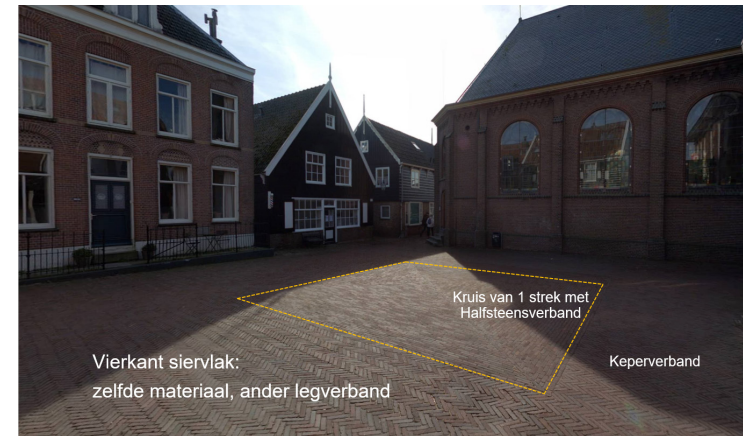 Kruis van 1 strek met
Halfsteensverband
Vierkant siervlak:
Keperverband
zelfde materiaal, ander legverband